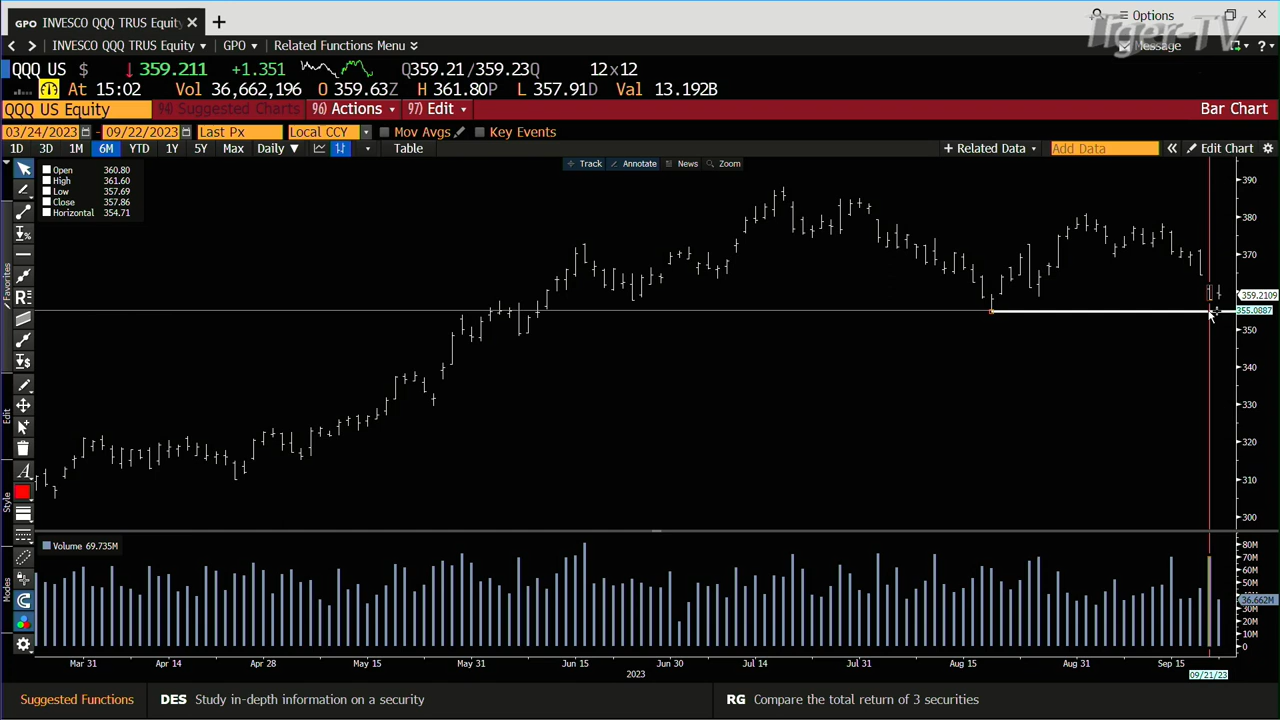 GPO INVESCO QQQ TRUS Equity × +
Tiger-TV
Options
INVESCO QQQ TRUS Equity GPO Related Functions Menu Message ?
QQQ US $ 359.211 +1.351 Q359.21/359.23Q 12x12
At 15:02 Vol 36,662,196 O 359.63Z H 361.80P L 357.91D Val 13.192B
QQQ US Equity 94) Suggested Charts 96) Actions 97) Edit Bar Chart
03/24/2023 - 09/22/2023 Last Px Local CCY Mov Avgs Key Events
1D 3D 1M 6M YTD 1Y 5Y Max Daily Table + Related Data Add Data Edit Chart
Track Annotate News Zoom
Open 360.80
High 361.60
Low 357.69
Close 357.86
Horizontal 354.71
Favorites
Edit
Style
Modes
390
380
370
359.2109
355.0887
350
340
330
320
310
300
Volume 69.735M
80M
70M
60M
50M
36.662M
30M
20M
10M
0
Mar 31 Apr 14 Apr 28 May 15 May 31 Jun 15 Jun 30 Jul 14 Jul 31 Aug 15 Aug 31 Sep 15
2023
09/21/23
Suggested Functions DES Study in-depth information on a security RG Compare the total return of 3 securities